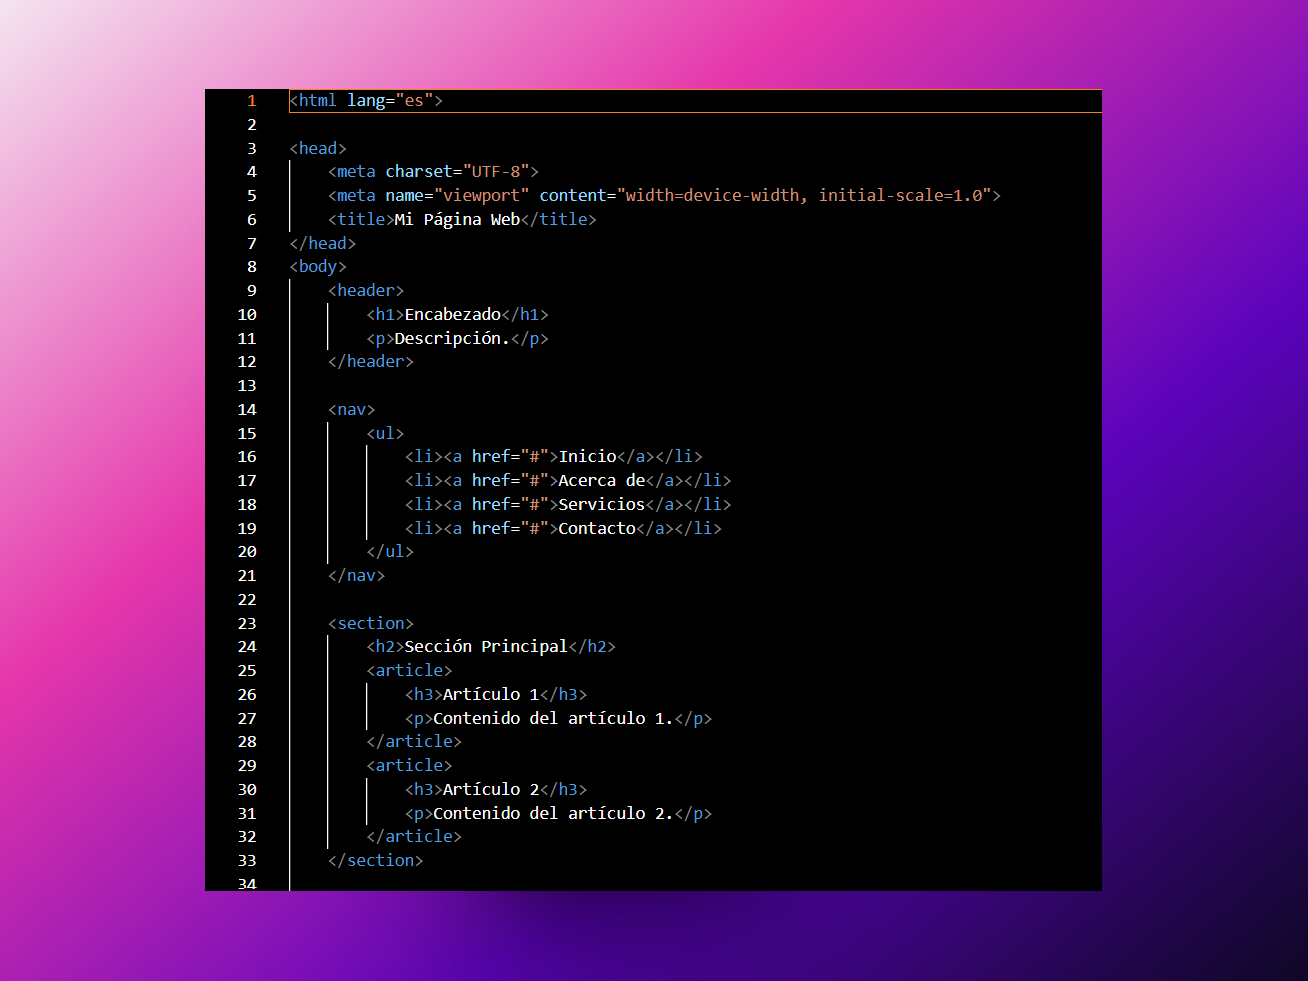 1 <html lang="es">
2
3 <head>
4     <meta charset="UTF-8">
5     <meta name="viewport" content="width=device-width, initial-scale=1.0">
6     <title>Mi Página Web</title>
7 </head>
8 <body>
9     <header>
10         <h1>Encabezado</h1>
11         <p>Descripción.</p>
12     </header>
13
14     <nav>
15         <ul>
16             <li><a href="#">Inicio</a></li>
17             <li><a href="#">Acerca de</a></li>
18             <li><a href="#">Servicios</a></li>
19             <li><a href="#">Contacto</a></li>
20         </ul>
21     </nav>
22
23     <section>
24         <h2>Sección Principal</h2>
25         <article>
26             <h3>Artículo 1</h3>
27             <p>Contenido del artículo 1.</p>
28         </article>
29         <article>
30             <h3>Artículo 2</h3>
31             <p>Contenido del artículo 2.</p>
32         </article>
33     </section>
34